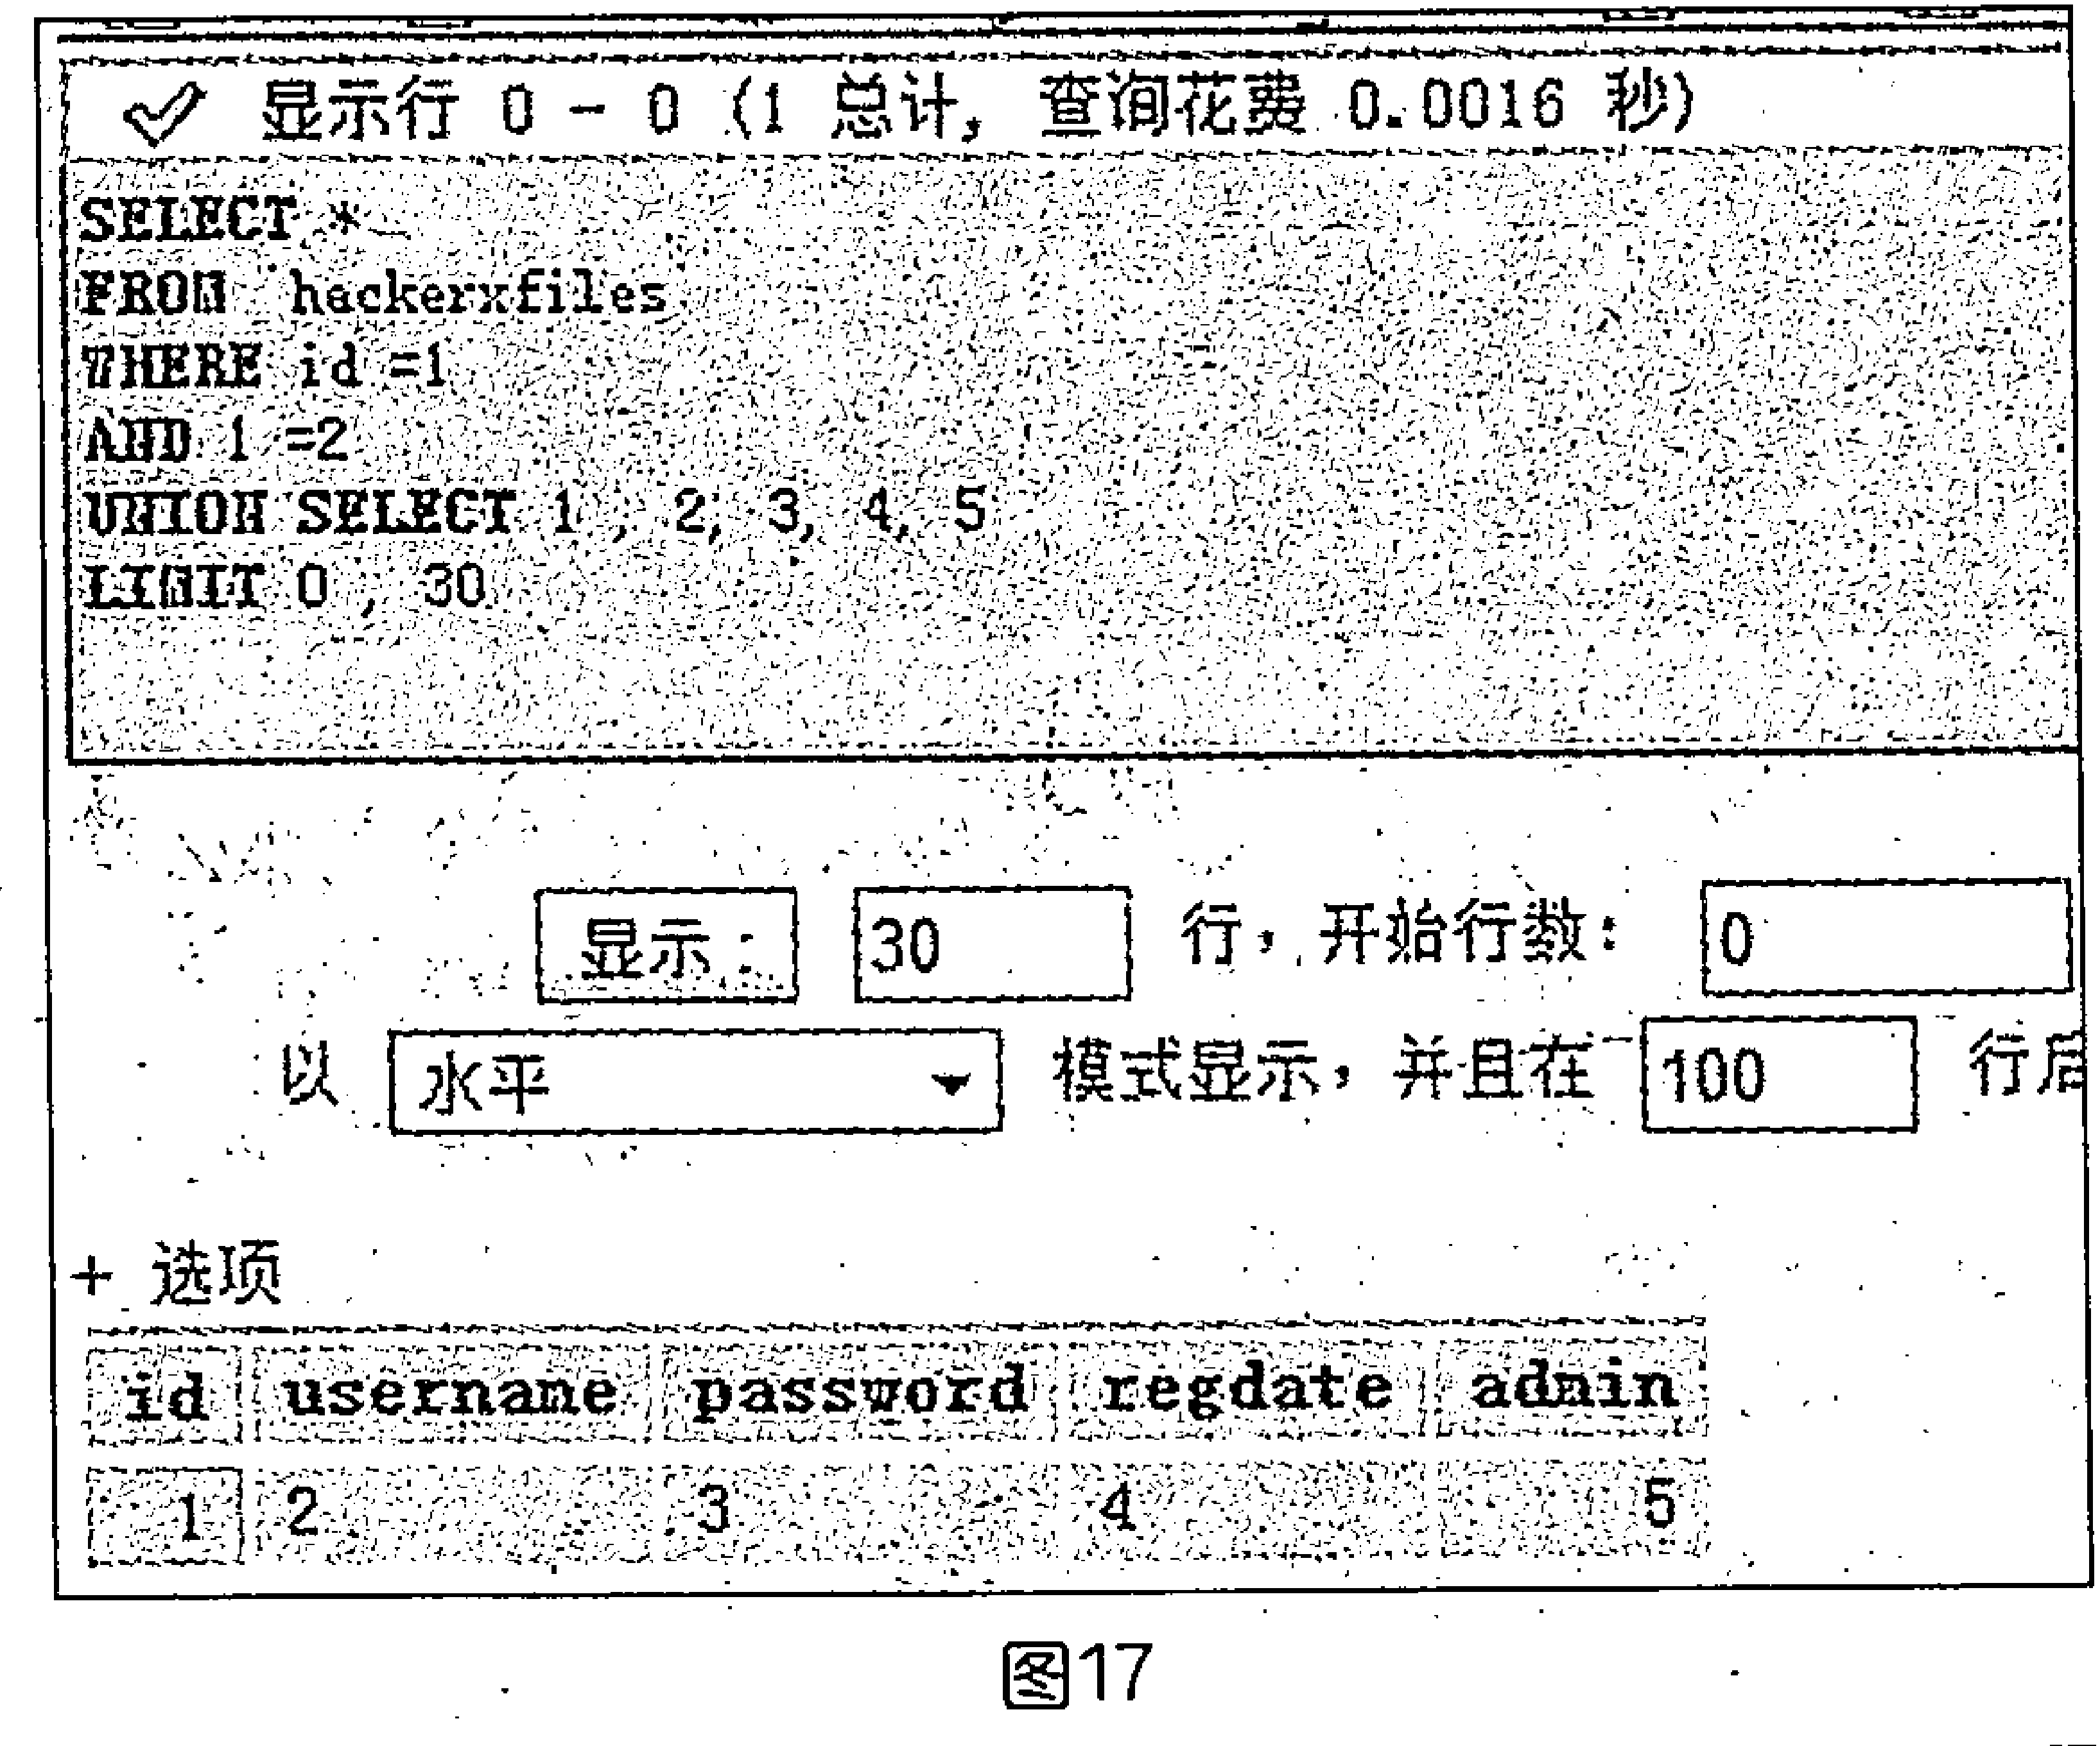 显示行 0 - 0 (1 总计, 查询花费 0.0016 秒)
SELECT *
FROM hackerxfiles
WHERE id =1
AND 1 =2
UNION SELECT 1 , 2, 3, 4, 5
LIMIT 0 , 30
显示: 30 行，开始行数: 0
以 水平 模式显示，并且在 100 行后
+ 选项
id username password regdate admin
1 2 3 4 5
图17